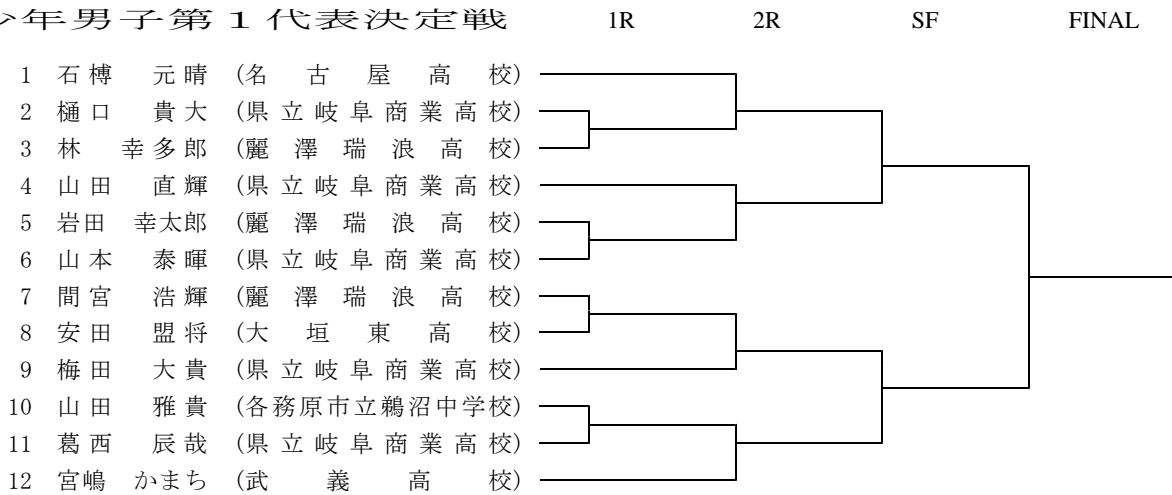 年男子第1代表決定戦 1R 2R SF FINAL
1 石榑 元晴 (名古屋高校)
2 樋口 貴大 (県立岐阜商業高校)
3 林 幸多郎 (麗澤瑞浪高校)
4 山田 直輝 (県立岐阜商業高校)
5 岩田 幸太郎 (麗澤瑞浪高校)
6 山本 泰暉 (県立岐阜商業高校)
7 間宮 浩輝 (麗澤瑞浪高校)
8 安田 盟将 (大垣東高校)
9 梅田 大貴 (県立岐阜商業高校)
10 山田 雅貴 (各務原市立鵜沼中学校)
11 葛西 辰哉 (県立岐阜商業高校)
12 宮嶋 かまち (武義高校)